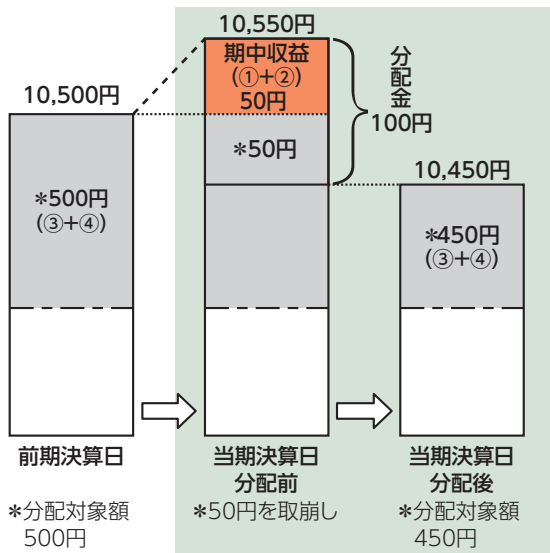 10,500円
*500円
(③+④)
前期決算日
*分配対象額
500円
10,550円
期中収益
(①+②)
50円
*50円
分配金
100円
当期決算日
分配前
*50円を取崩し
10,450円
*450円
(③+④)
当期決算日
分配後
*分配対象額
450円